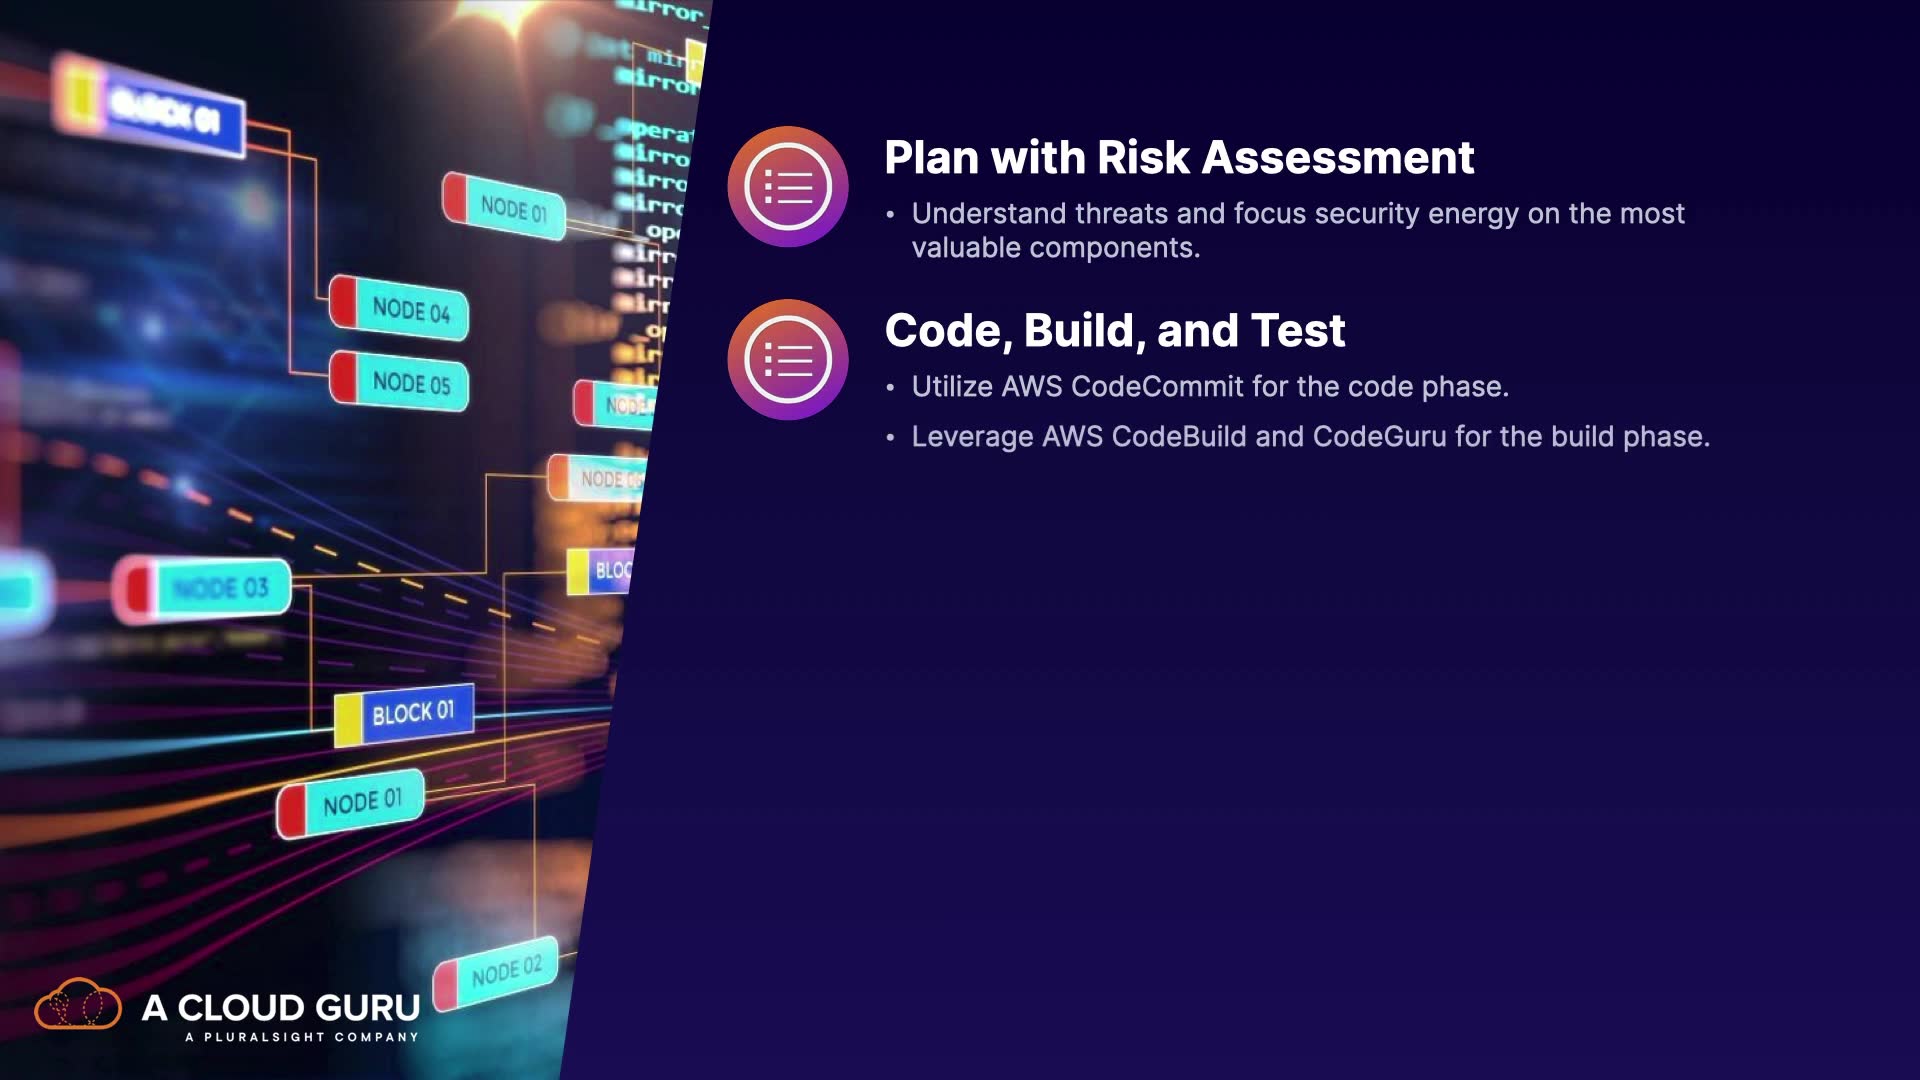 Plan with Risk Assessment
• Understand threats and focus security energy on the most
valuable components.
Code, Build, and Test
• Utilize AWS CodeCommit for the code phase.
• Leverage AWS CodeBuild and CodeGuru for the build phase.
BLOCK 01
NODE 01
NODE 04
NODE 05
NODE 03
BLOCK 01
NODE 01
NODE 02
A CLOUD GURU
A PLURALSIGHT COMPANY